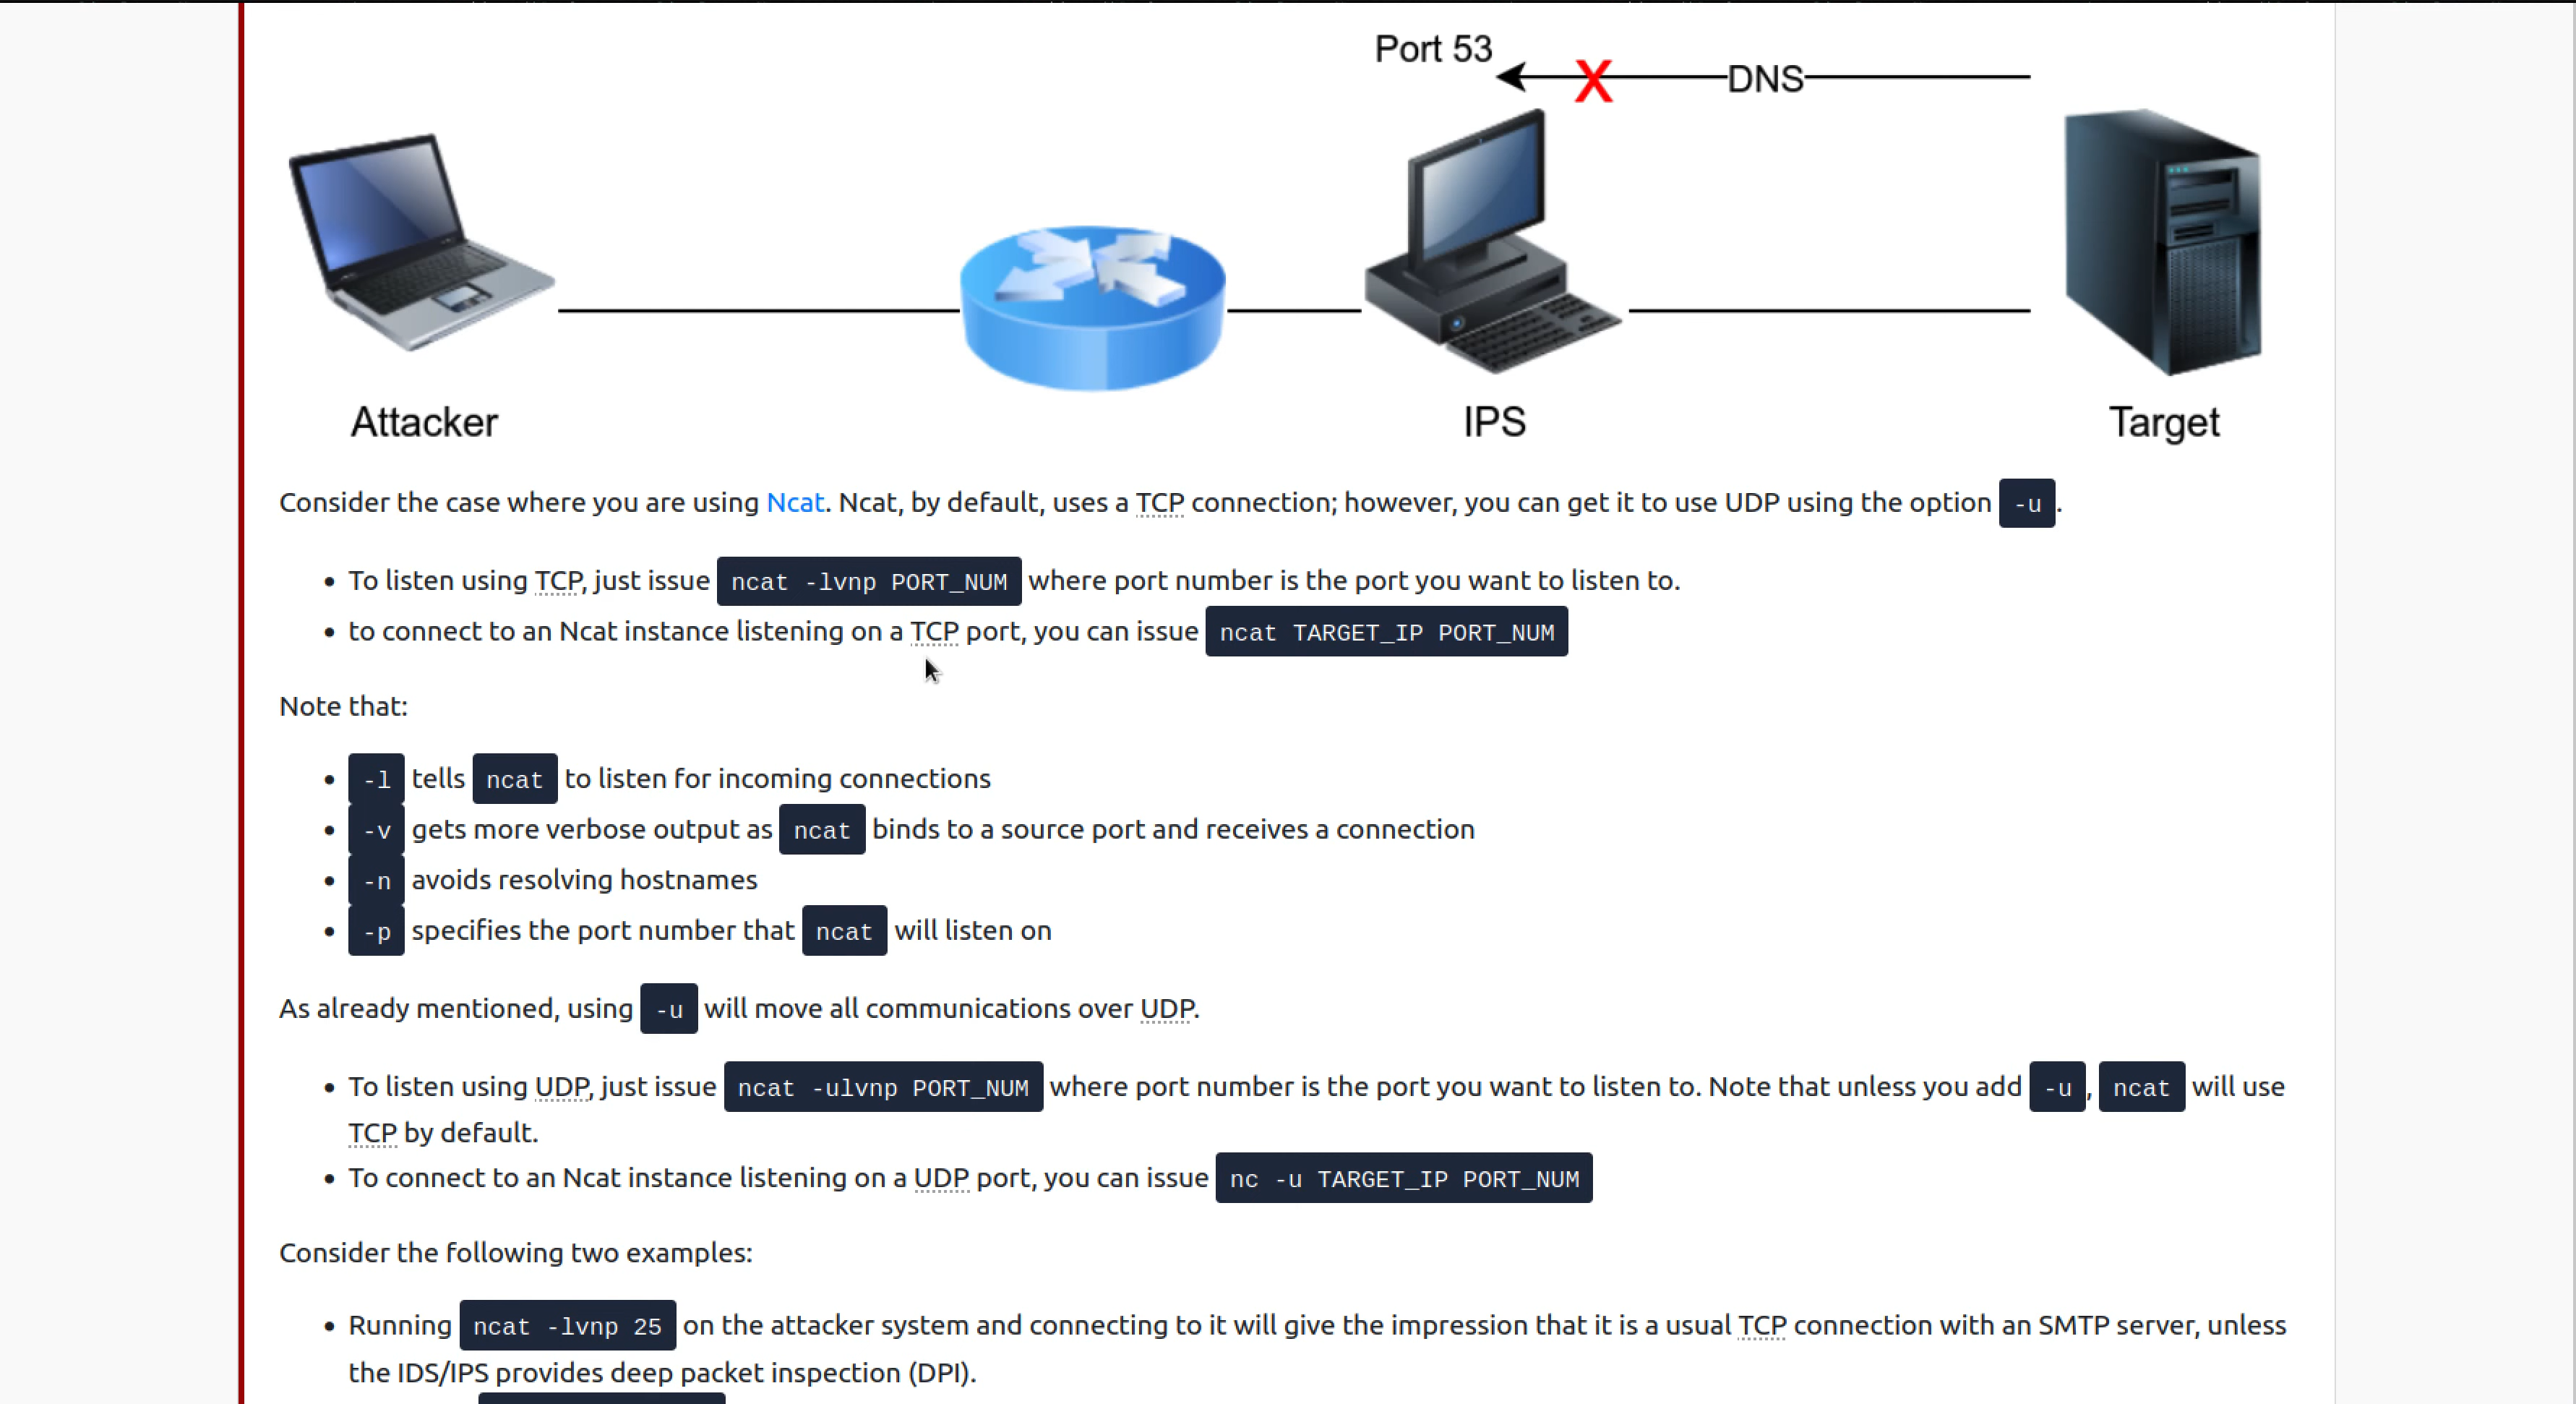 Port 53
DNS
Attacker
IPS
Target
Consider the case where you are using Ncat. Ncat, by default, uses a TCP connection; however, you can get it to use UDP using the option -u.
To listen using TCP, just issue ncat -lvnp PORT_NUM where port number is the port you want to listen to.
to connect to an Ncat instance listening on a TCP port, you can issue ncat TARGET_IP PORT_NUM
Note that:
-l tells ncat to listen for incoming connections
-v gets more verbose output as ncat binds to a source port and receives a connection
-n avoids resolving hostnames
-p specifies the port number that ncat will listen on
As already mentioned, using -u will move all communications over UDP.
To listen using UDP, just issue ncat -ulvnp PORT_NUM where port number is the port you want to listen to. Note that unless you add -u, ncat will use
TCP by default.
To connect to an Ncat instance listening on a UDP port, you can issue nc -u TARGET_IP PORT_NUM
Consider the following two examples:
Running ncat -lvnp 25 on the attacker system and connecting to it will give the impression that it is a usual TCP connection with an SMTP server, unless
the IDS/IPS provides deep packet inspection (DPI).